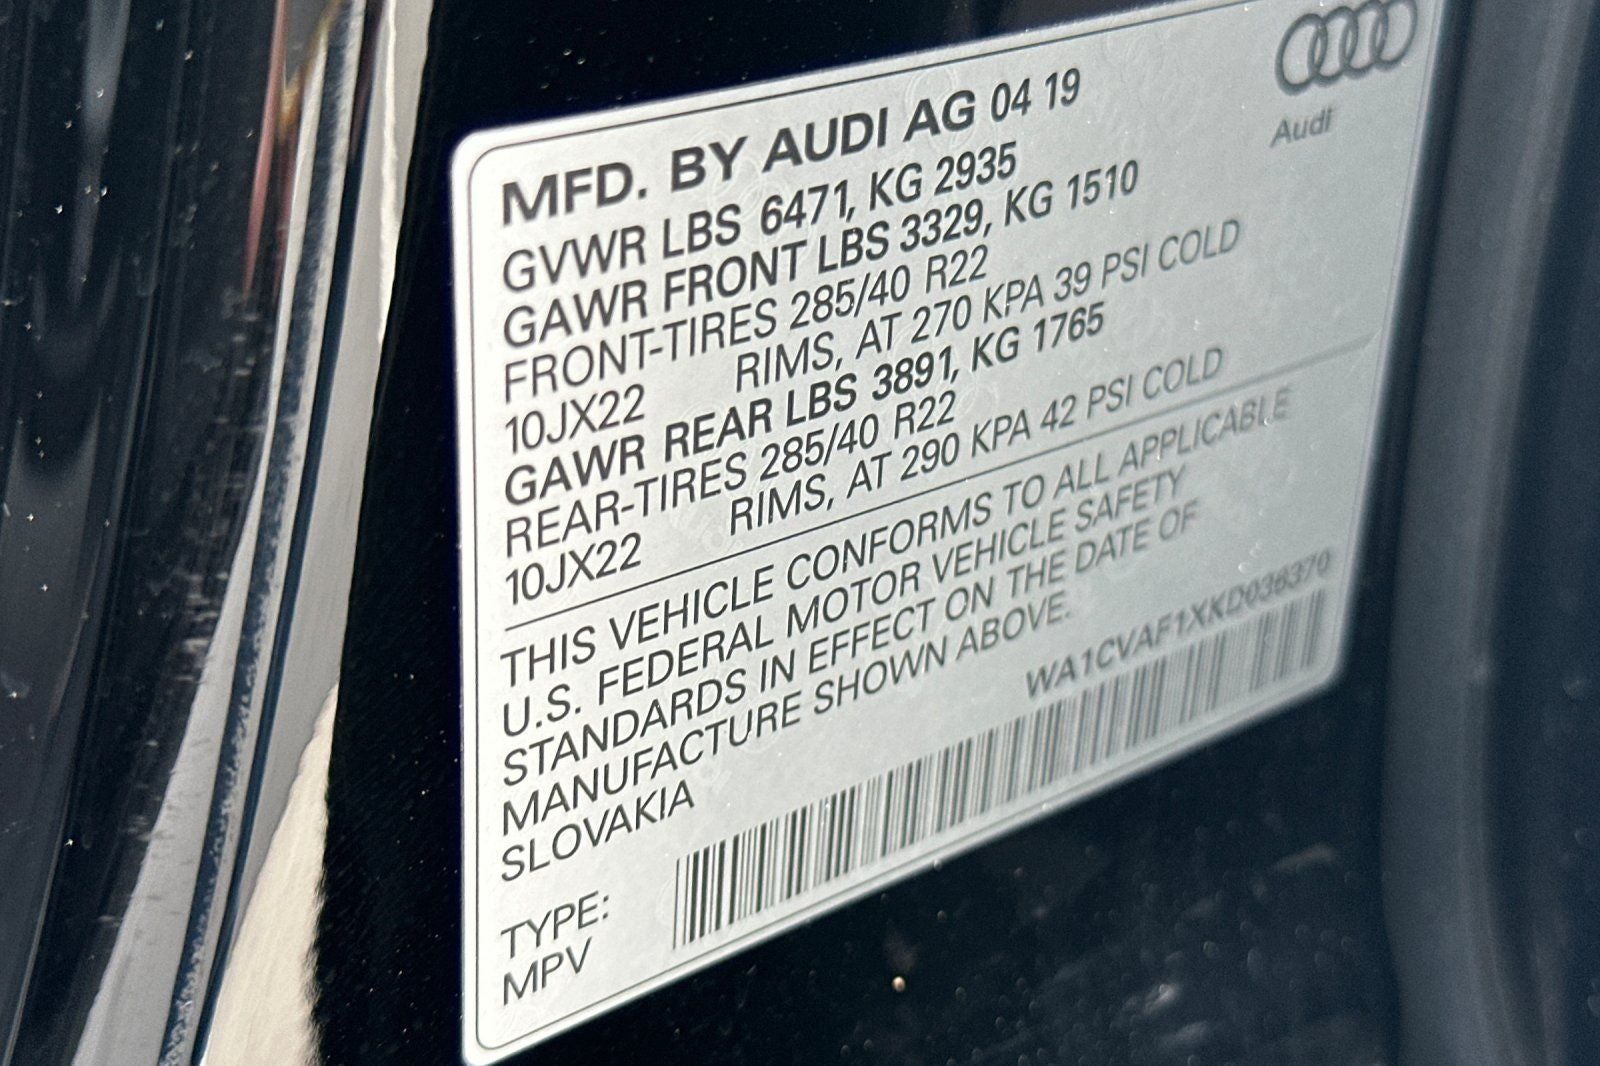 Audi
MFD. BY AUDI AG 04 19
GVWR LBS 6471, KG 2935
GAWR FRONT LBS 3329, KG 1510
FRONT-TIRES 285/40 R22
10JX22 RIMS, AT 270 KPA 39 PSI COLD
GAWR REAR LBS 3891, KG 1765
REAR-TIRES 285/40 R22
10JX22 RIMS, AT 290 KPA 42 PSI COLD
THIS VEHICLE CONFORMS TO ALL APPLICABLE
U.S. FEDERAL MOTOR VEHICLE SAFETY
STANDARDS IN EFFECT ON THE DATE OF
MANUFACTURE SHOWN ABOVE.
SLOVAKIA
WA1CVAF1XKD036370
TYPE:
MPV